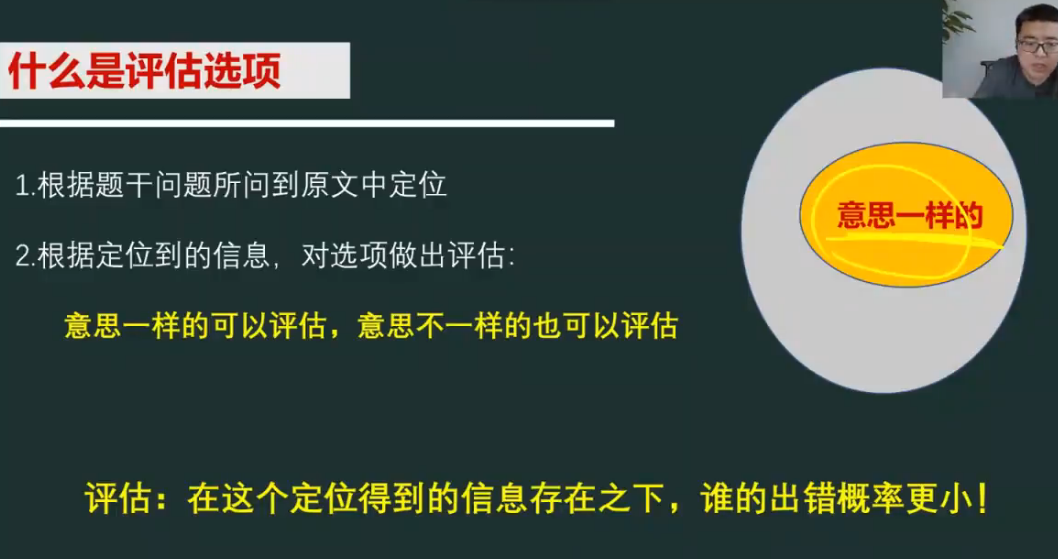 什么是评估选项
1.根据题干问题所问到原文中定位
2.根据定位到的信息，对选项做出评估：
意思一样的可以评估，意思不一样的也可以评估
意思一样的
评估：在这个定位得到的信息存在之下，谁的出错概率更小！